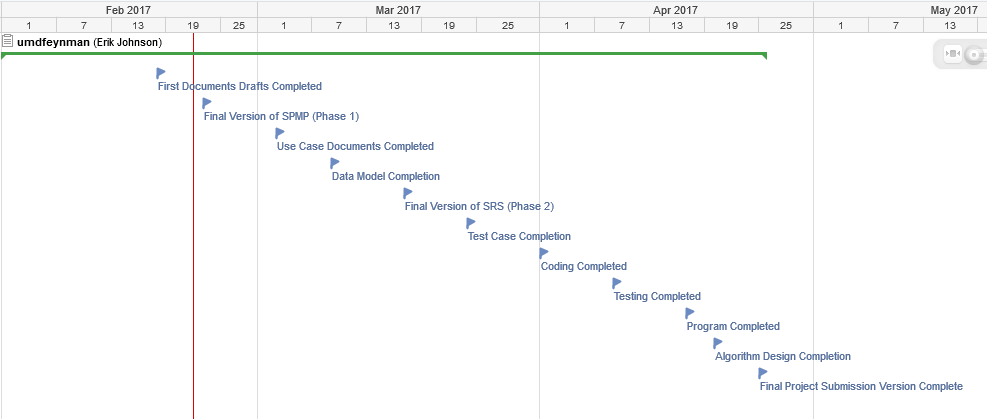 Feb 2017 Mar 2017 Apr 2017 May 2017
1 7 13 19 25 1 7 13 19 25 1 7 13 19 25 1 7 13
umdfeynman (Erik Johnson)
First Documents Drafts Completed
Final Version of SPMP (Phase 1)
Use Case Documents Completed
Data Model Completion
Final Version of SRS (Phase 2)
Test Case Completion
Coding Completed
Testing Completed
Program Completed
Algorithm Design Completion
Final Project Submission Version Complete